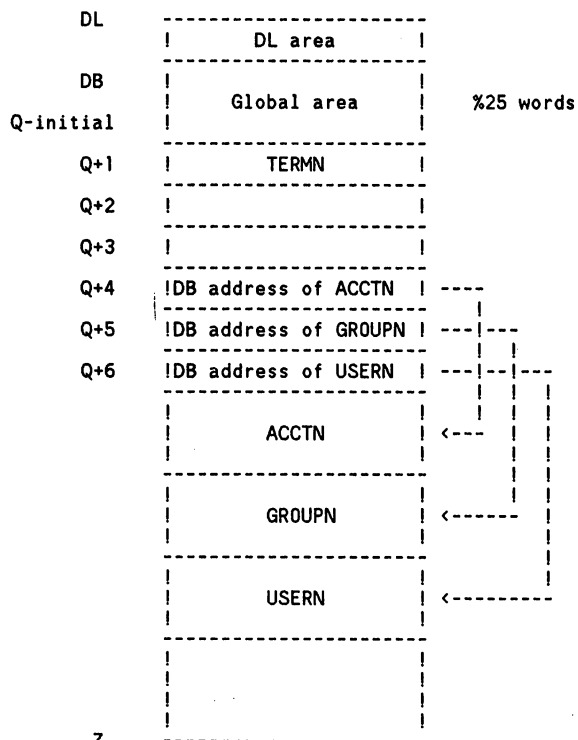 DL
DL area
DB
Global area %25 words
Q-initial
Q+1 TERMN
Q+2
Q+3
Q+4 DB address of ACCTN
Q+5 DB address of GROUPN
Q+6 DB address of USERN
ACCTN
GROUPN
USERN
Z